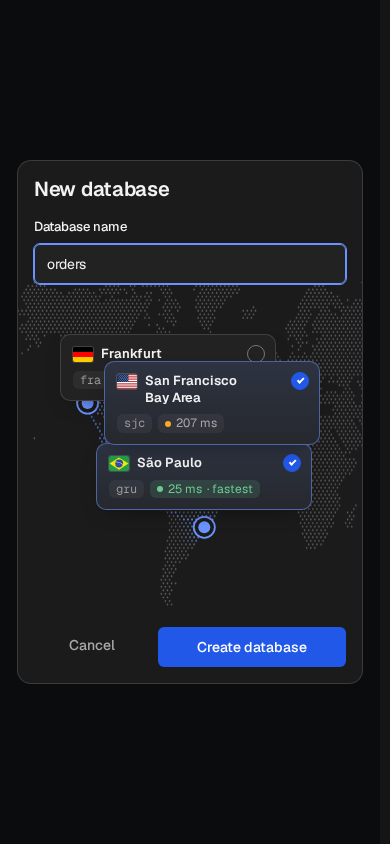 New database
Database name
orders
Frankfurt
fra
San Francisco
Bay Area
sjc 207 ms
São Paulo
gru 25 ms · fastest
Cancel Create database